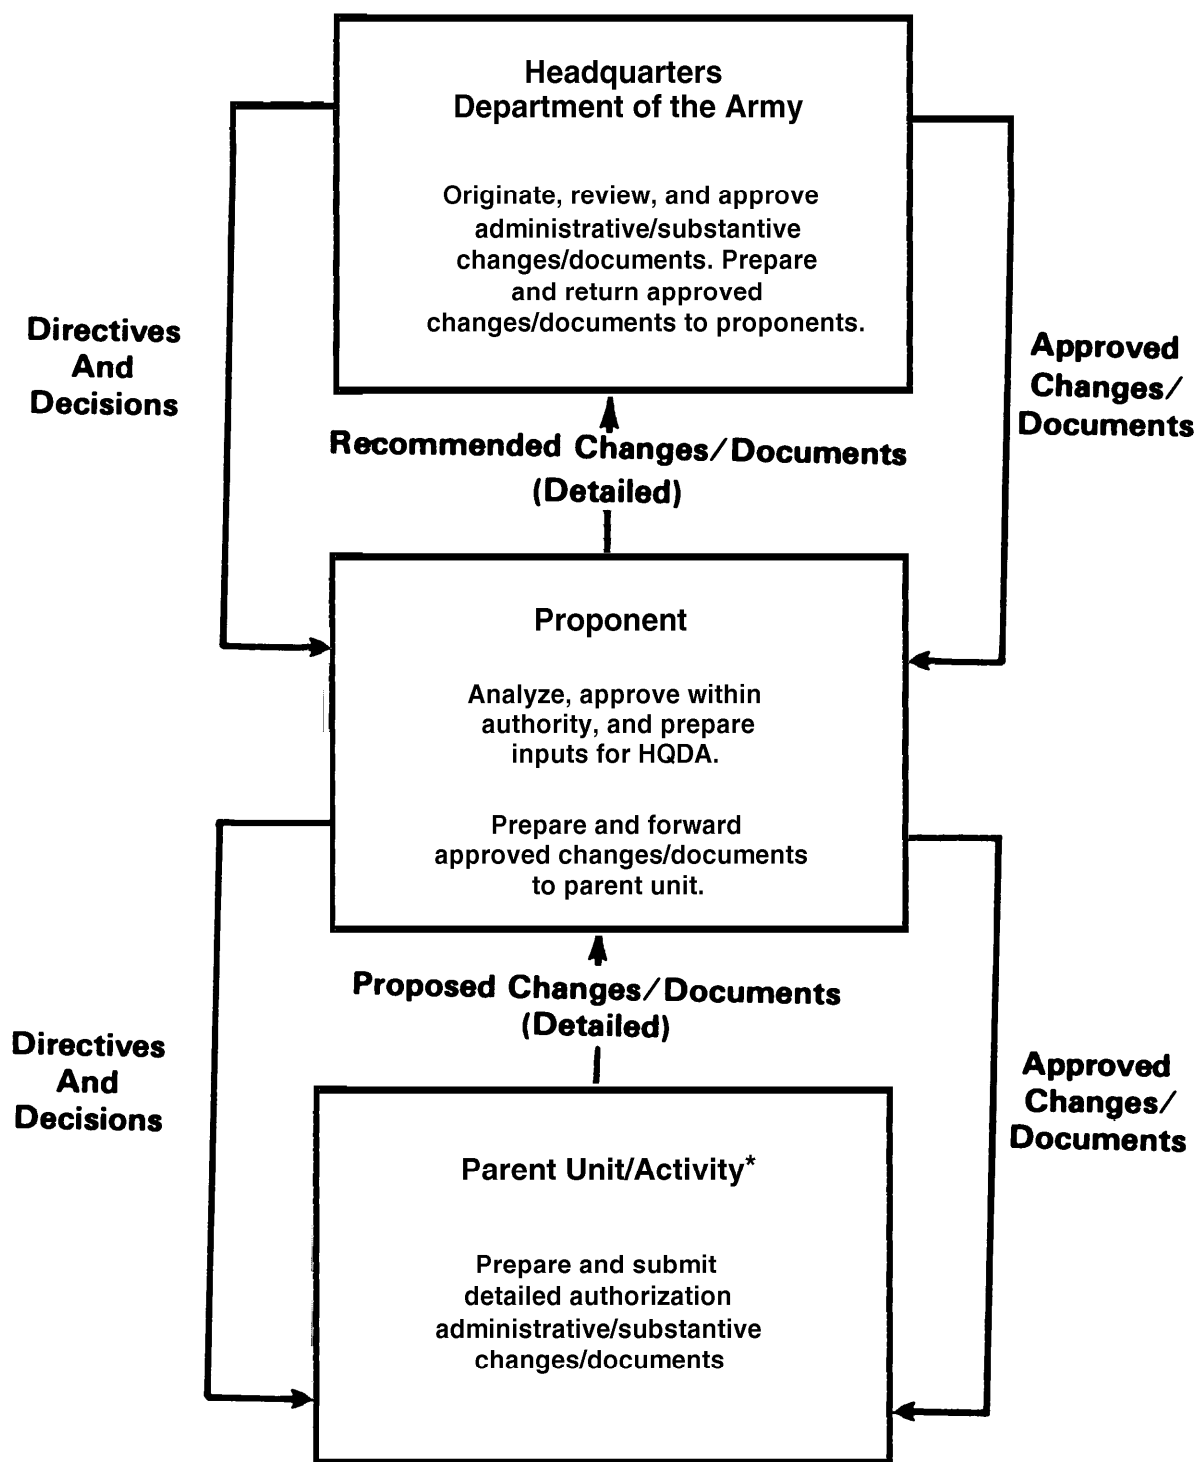 Headquarters
Department of the Army
Originate, review, and approve
administrative/substantive
changes/documents. Prepare
and return approved
changes/documents to proponents.
Directives
And
Decisions
Approved
Changes/
Documents
Recommended Changes/Documents
(Detailed)
Proponent
Analyze, approve within
authority, and prepare
inputs for HQDA.
Prepare and forward
approved changes/documents
to parent unit.
Proposed Changes/Documents
(Detailed)
Directives
And
Decisions
Approved
Changes/
Documents
Parent Unit/Activity*
Prepare and submit
detailed authorization
administrative/substantive
changes/documents